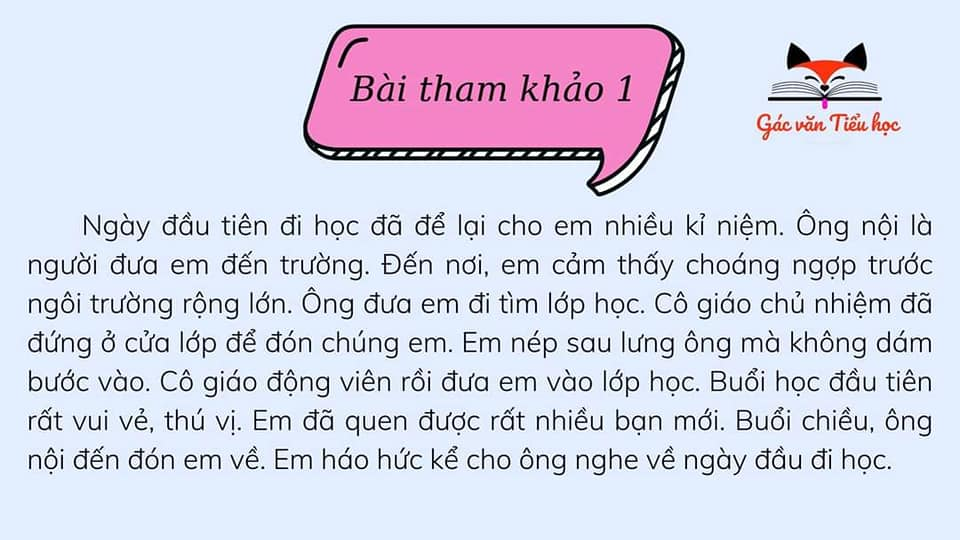 Bài tham khảo 1
Gác văn Tiểu học
Ngày đầu tiên đi học đã để lại cho em nhiều kỉ niệm. Ông nội là
người đưa em đến trường. Đến nơi, em cảm thấy choáng ngợp trước
ngôi trường rộng lớn. Ông đưa em đi tìm lớp học. Cô giáo chủ nhiệm đã
đứng ở cửa lớp để đón chúng em. Em nép sau lưng ông mà không dám
bước vào. Cô giáo động viên rồi đưa em vào lớp học. Buổi học đầu tiên
rất vui vẻ, thú vị. Em đã quen được rất nhiều bạn mới. Buổi chiều, ông
nội đến đón em về. Em háo hức kể cho ông nghe về ngày đầu đi học.